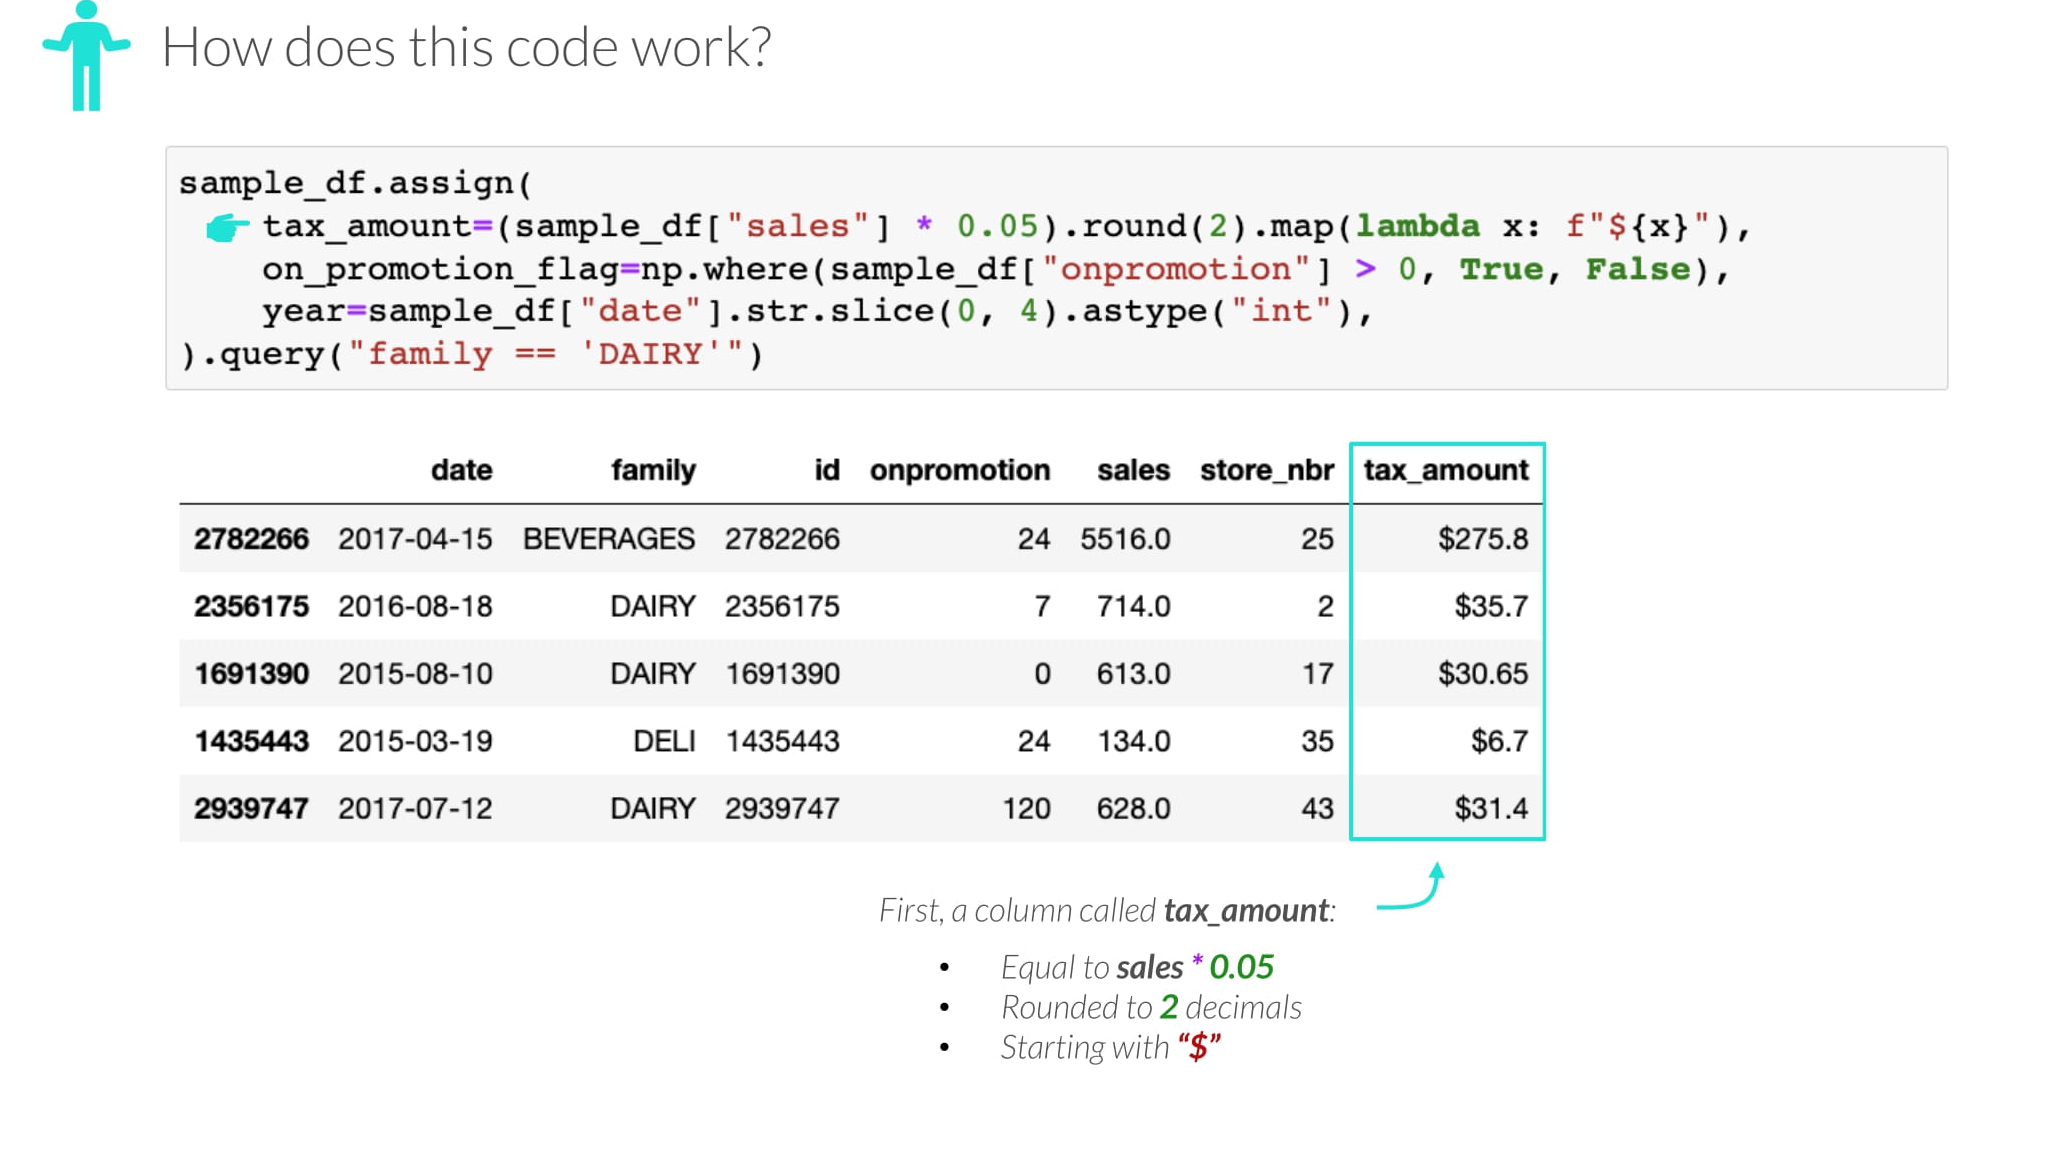 How does this code work?
sample_df.assign(
tax_amount=(sample_df["sales"] * 0.05).round(2).map(lambda x: f"${x}"),
on_promotion_flag=np.where(sample_df["onpromotion"] > 0, True, False),
year=sample_df["date"].str.slice(0, 4).astype("int"),
).query("family == 'DAIRY'")
date family id onpromotion sales store_nbr tax_amount
2782266 2017-04-15 BEVERAGES 2782266 24 5516.0 25 $275.8
2356175 2016-08-18 DAIRY 2356175 7 714.0 2 $35.7
1691390 2015-08-10 DAIRY 1691390 0 613.0 17 $30.65
1435443 2015-03-19 DELI 1435443 24 134.0 35 $6.7
2939747 2017-07-12 DAIRY 2939747 120 628.0 43 $31.4
First, a column called tax_amount:
• Equal to sales * 0.05
• Rounded to 2 decimals
• Starting with “$”